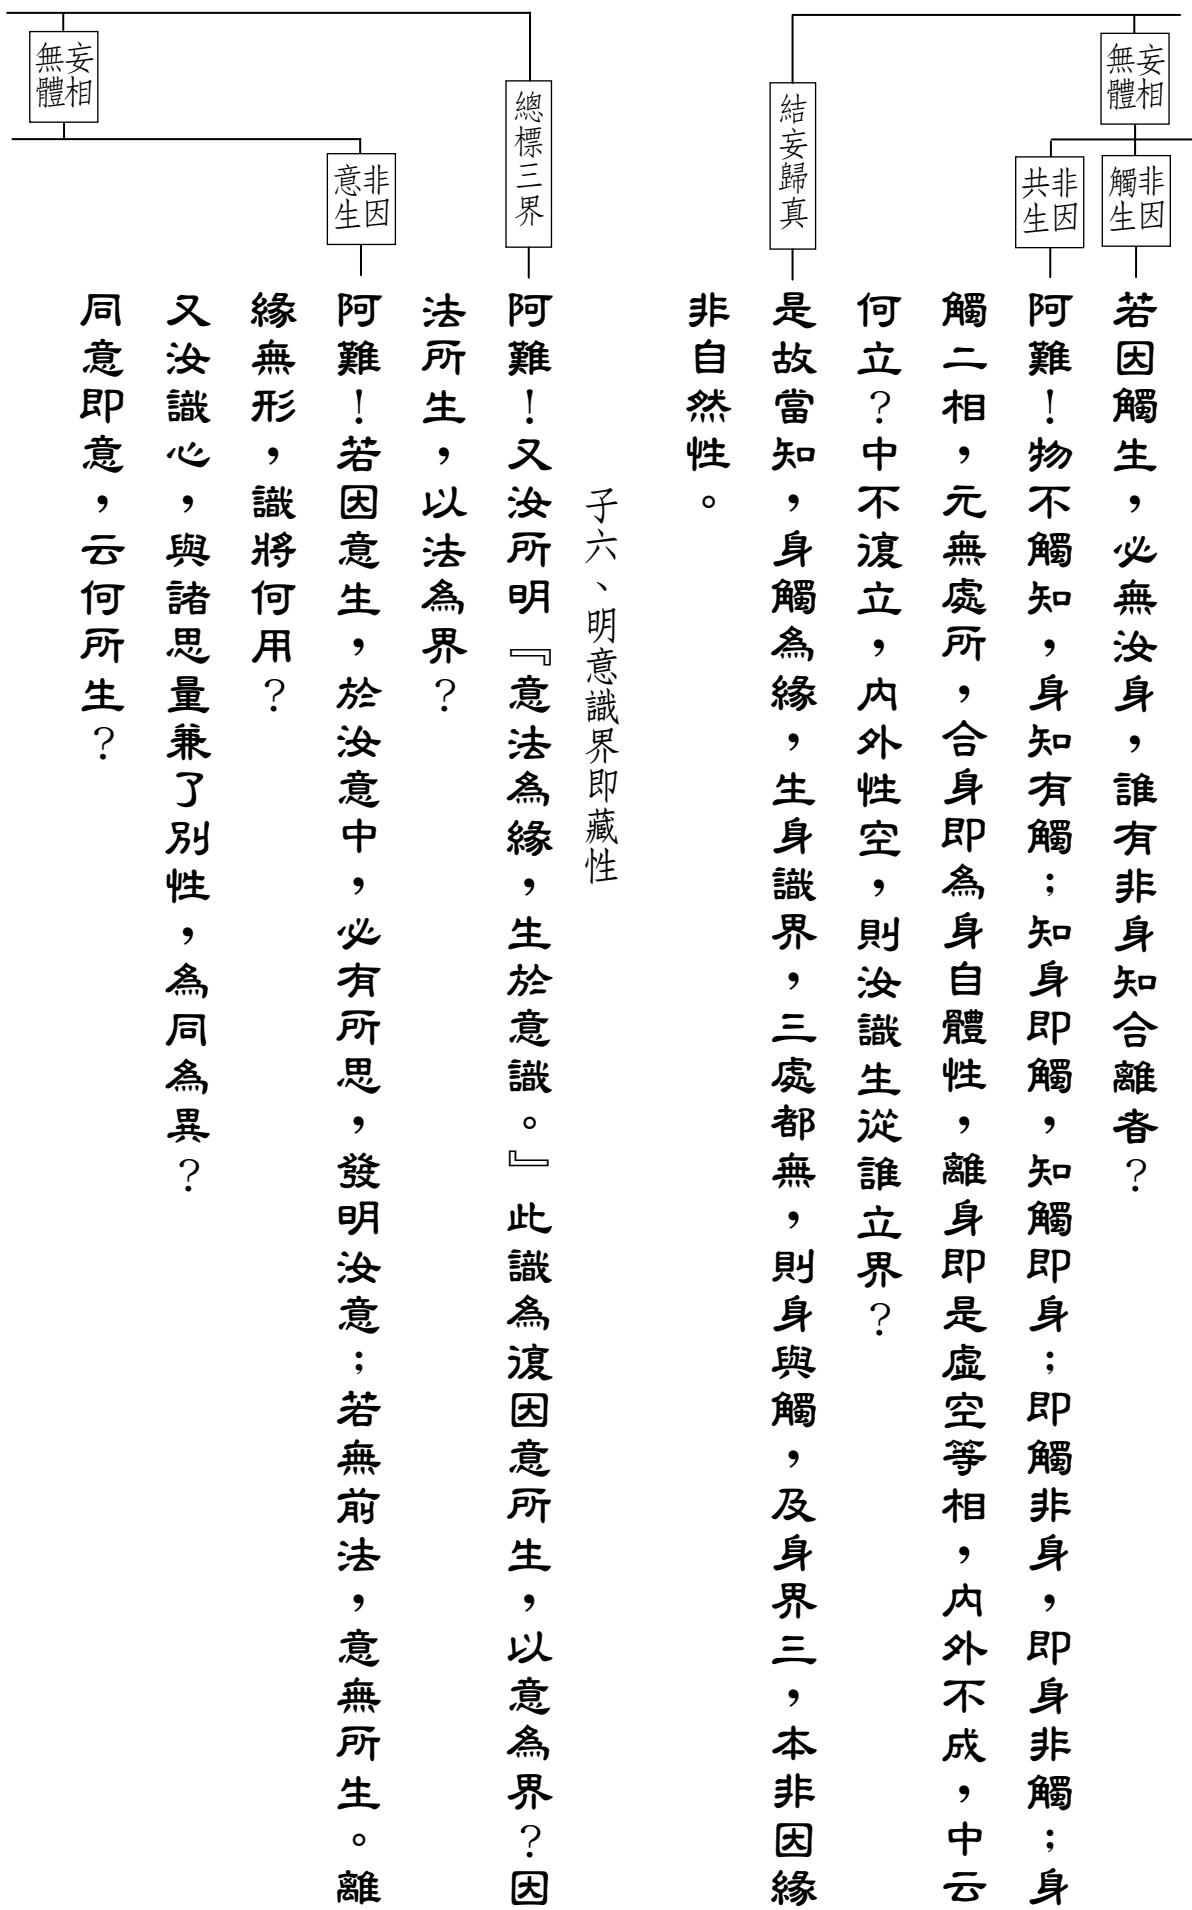 妄相無體
非因觸生
若因觸生，必無汝身，誰有非身知合離者？
非因共生
阿難！物不觸知，身知有觸；知身即觸，知觸即身；即觸非身，即身非觸；身
觸二相，元無處所，合身即為身自體性，離身即是虛空等相，內外不成，中云
何立？中不復立，內外性空，則汝識生從誰立界？
結妄歸真
是故當知，身觸為緣，生身識界，三處都無，則身與觸，及身界三，本非因緣
非自然性。
子六、明意識界即藏性
總標三界
阿難！又汝所明『意法為緣，生於意識。』此識為復因意所生，以意為界？因
法所生，以法為界？
妄相無體
非因意生
阿難！若因意生，於汝意中，必有所思，發明汝意；若無前法，意無所生。離
緣無形，識將何用？
又汝識心，與諸思量兼了別性，為同為異？
同意即意，云何所生？